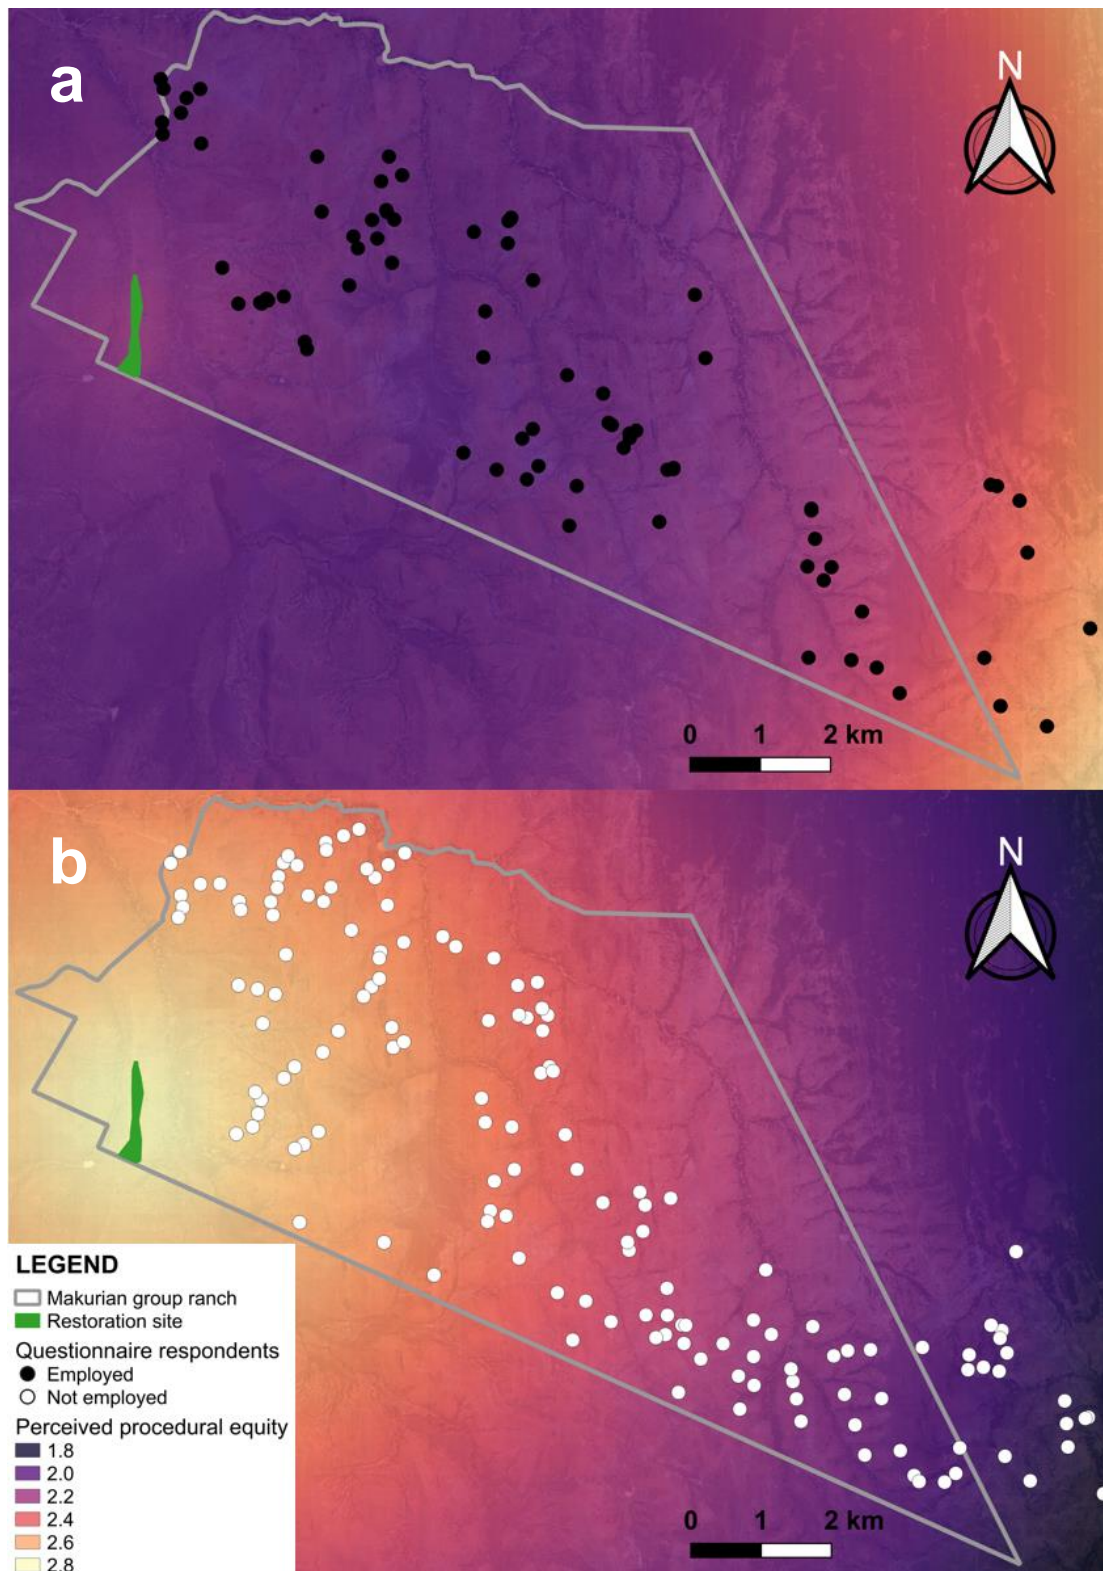 a
N
0 1 2 km
b
N
LEGEND
Makurian group ranch
Restoration site
Questionnaire respondents
Employed
Not employed
Perceived procedural equity
1.8
2.0
2.2
2.4
2.6
2.8
0 1 2 km